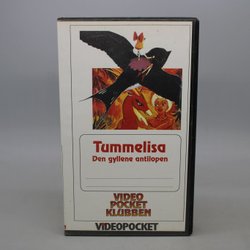 Tummelisa
Den gyllene antilopen
VIDEO
POCKET
KLUBBEN
VIDEOPOCKET